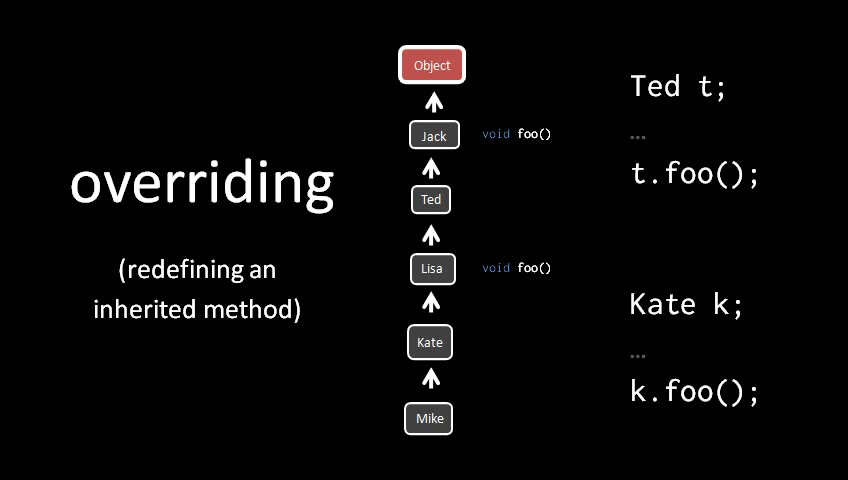 overriding
(redefining an
inherited method)
Object
Jack
void foo()
Ted
Lisa
void foo()
Kate
Mike
Ted t;
...
t.foo();
Kate k;
...
k.foo();